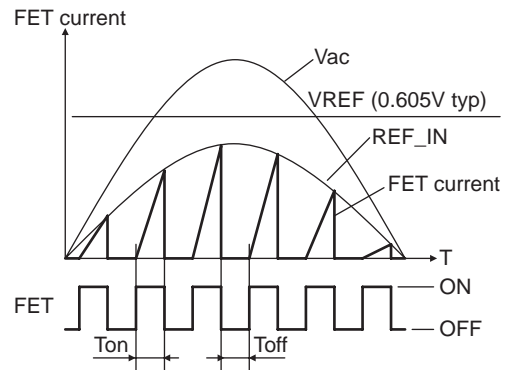 FET current
Vac
VREF (0.605V typ)
REF_IN
FET current
T
ON
FET
OFF
Ton
Toff